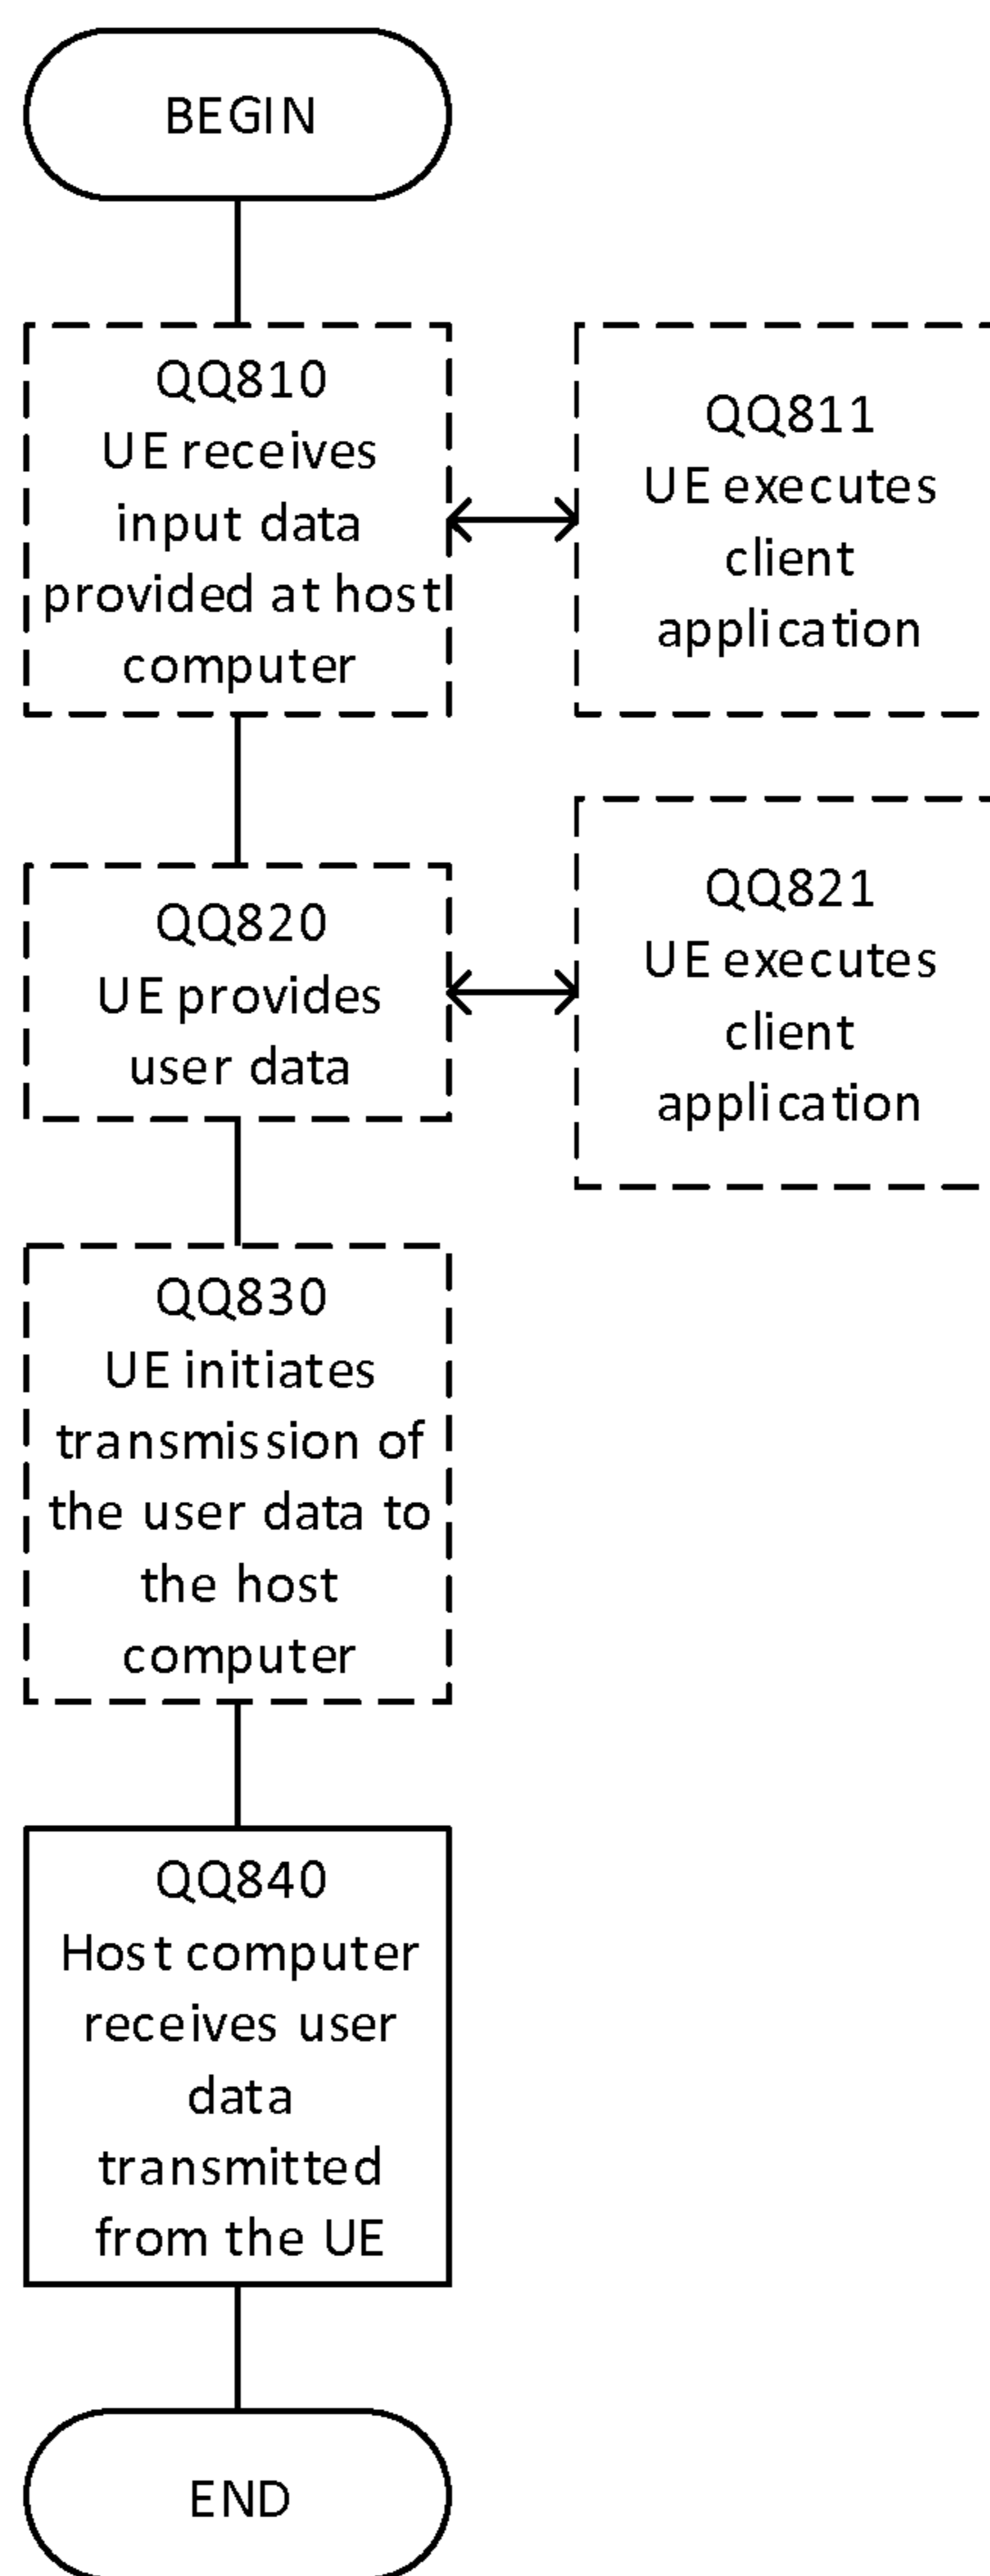 BEGIN
QQ810
UE receives
input data
provided at host
computer
QQ811
UE executes
client
application
QQ820
UE provides
user data
QQ821
UE executes
client
application
QQ830
UE initiates
transmission of
the user data to
the host
computer
QQ840
Host computer
receives user
data
transmitted
from the UE
END